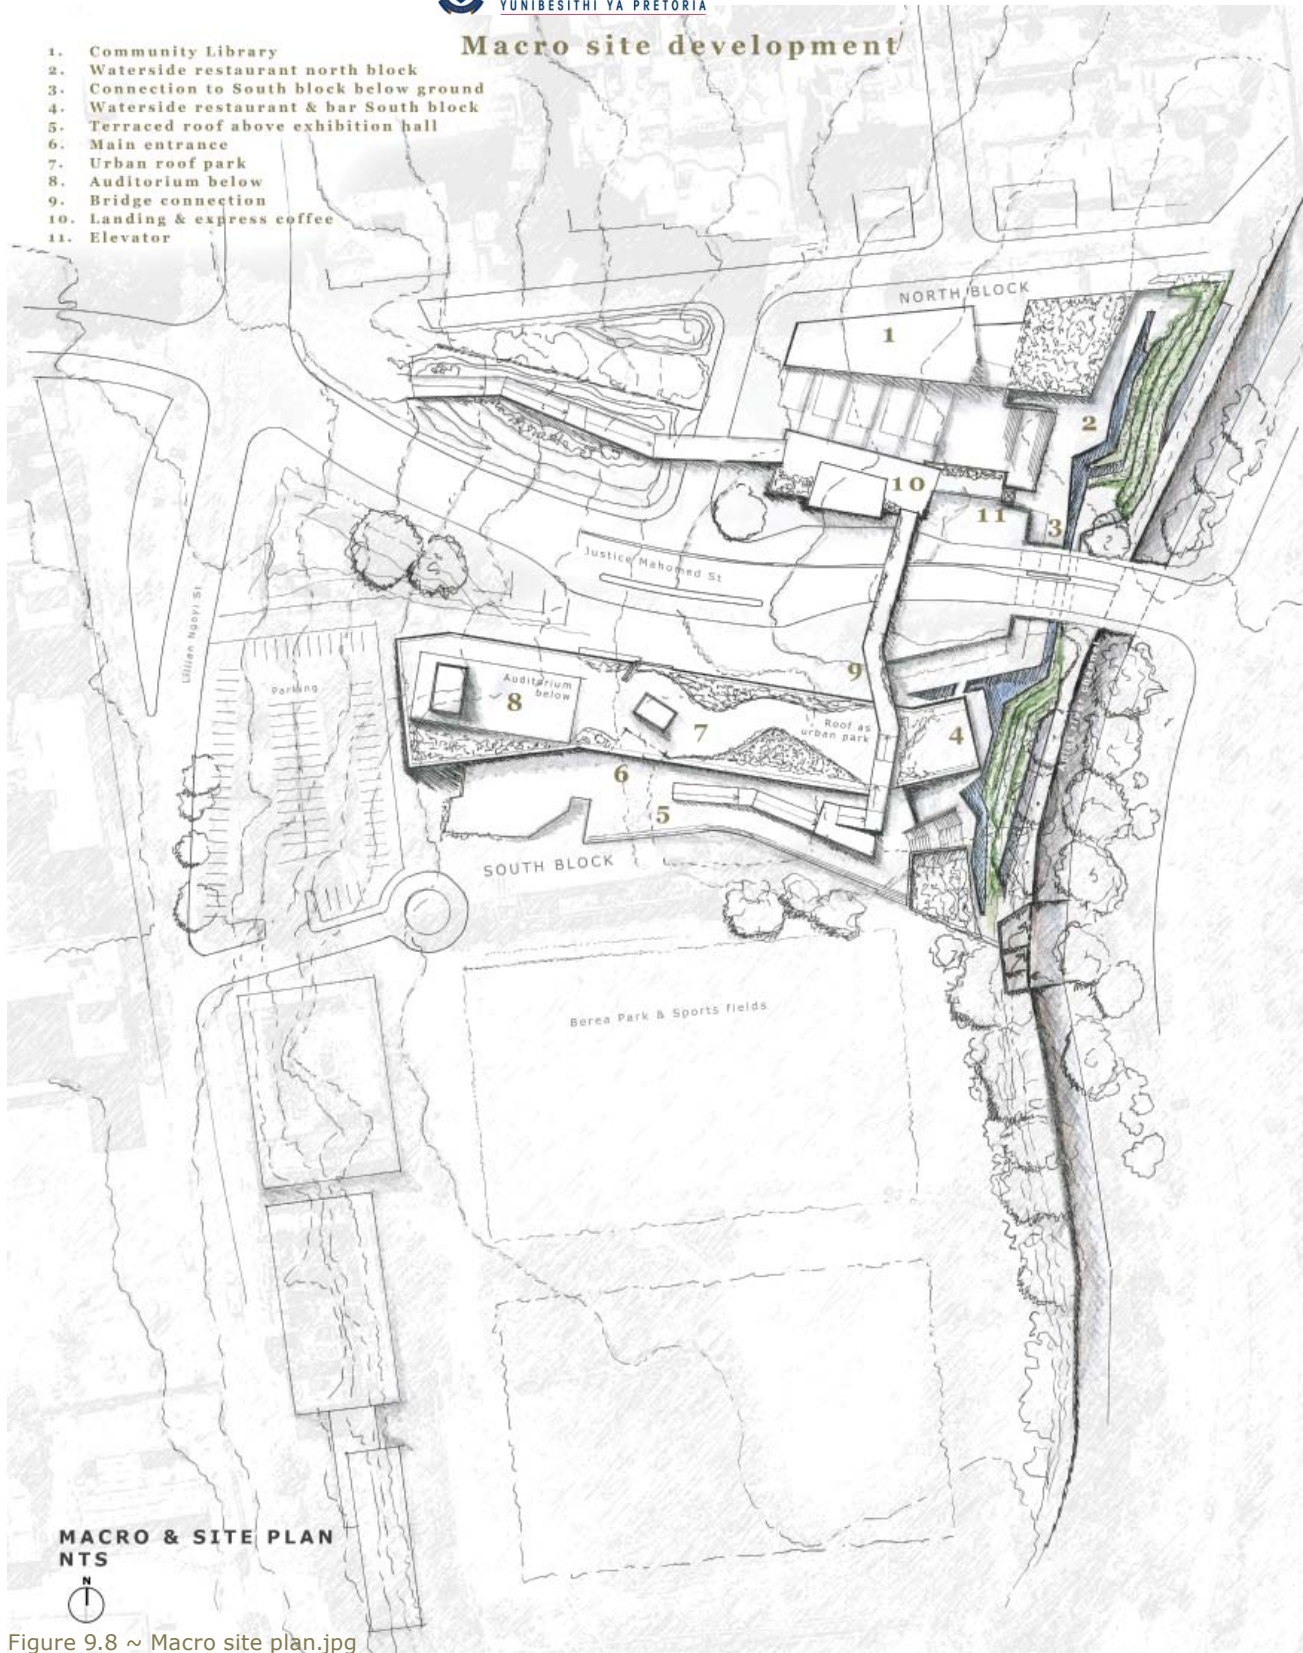 YUNIBESITHI YA PRETORIA
Macro site development
1. Community Library
2. Waterside restaurant north block
3. Connection to South block below ground
4. Waterside restaurant & bar South block
5. Terraced roof above exhibition hall
6. Main entrance
7. Urban roof park
8. Auditorium below
9. Bridge connection
10. Landing & express coffee
11. Elevator
NORTH BLOCK
1
2
10
11
3
Justice Mahomed St
Lillian Ngoyi St
9
Parking
Auditorium
below
8
7
Roof as
urban park
4
6
5
SOUTH BLOCK
Berea Park & Sports fields
MACRO & SITE PLAN
NTS
N
Figure 9.8 ~ Macro site plan.jpg